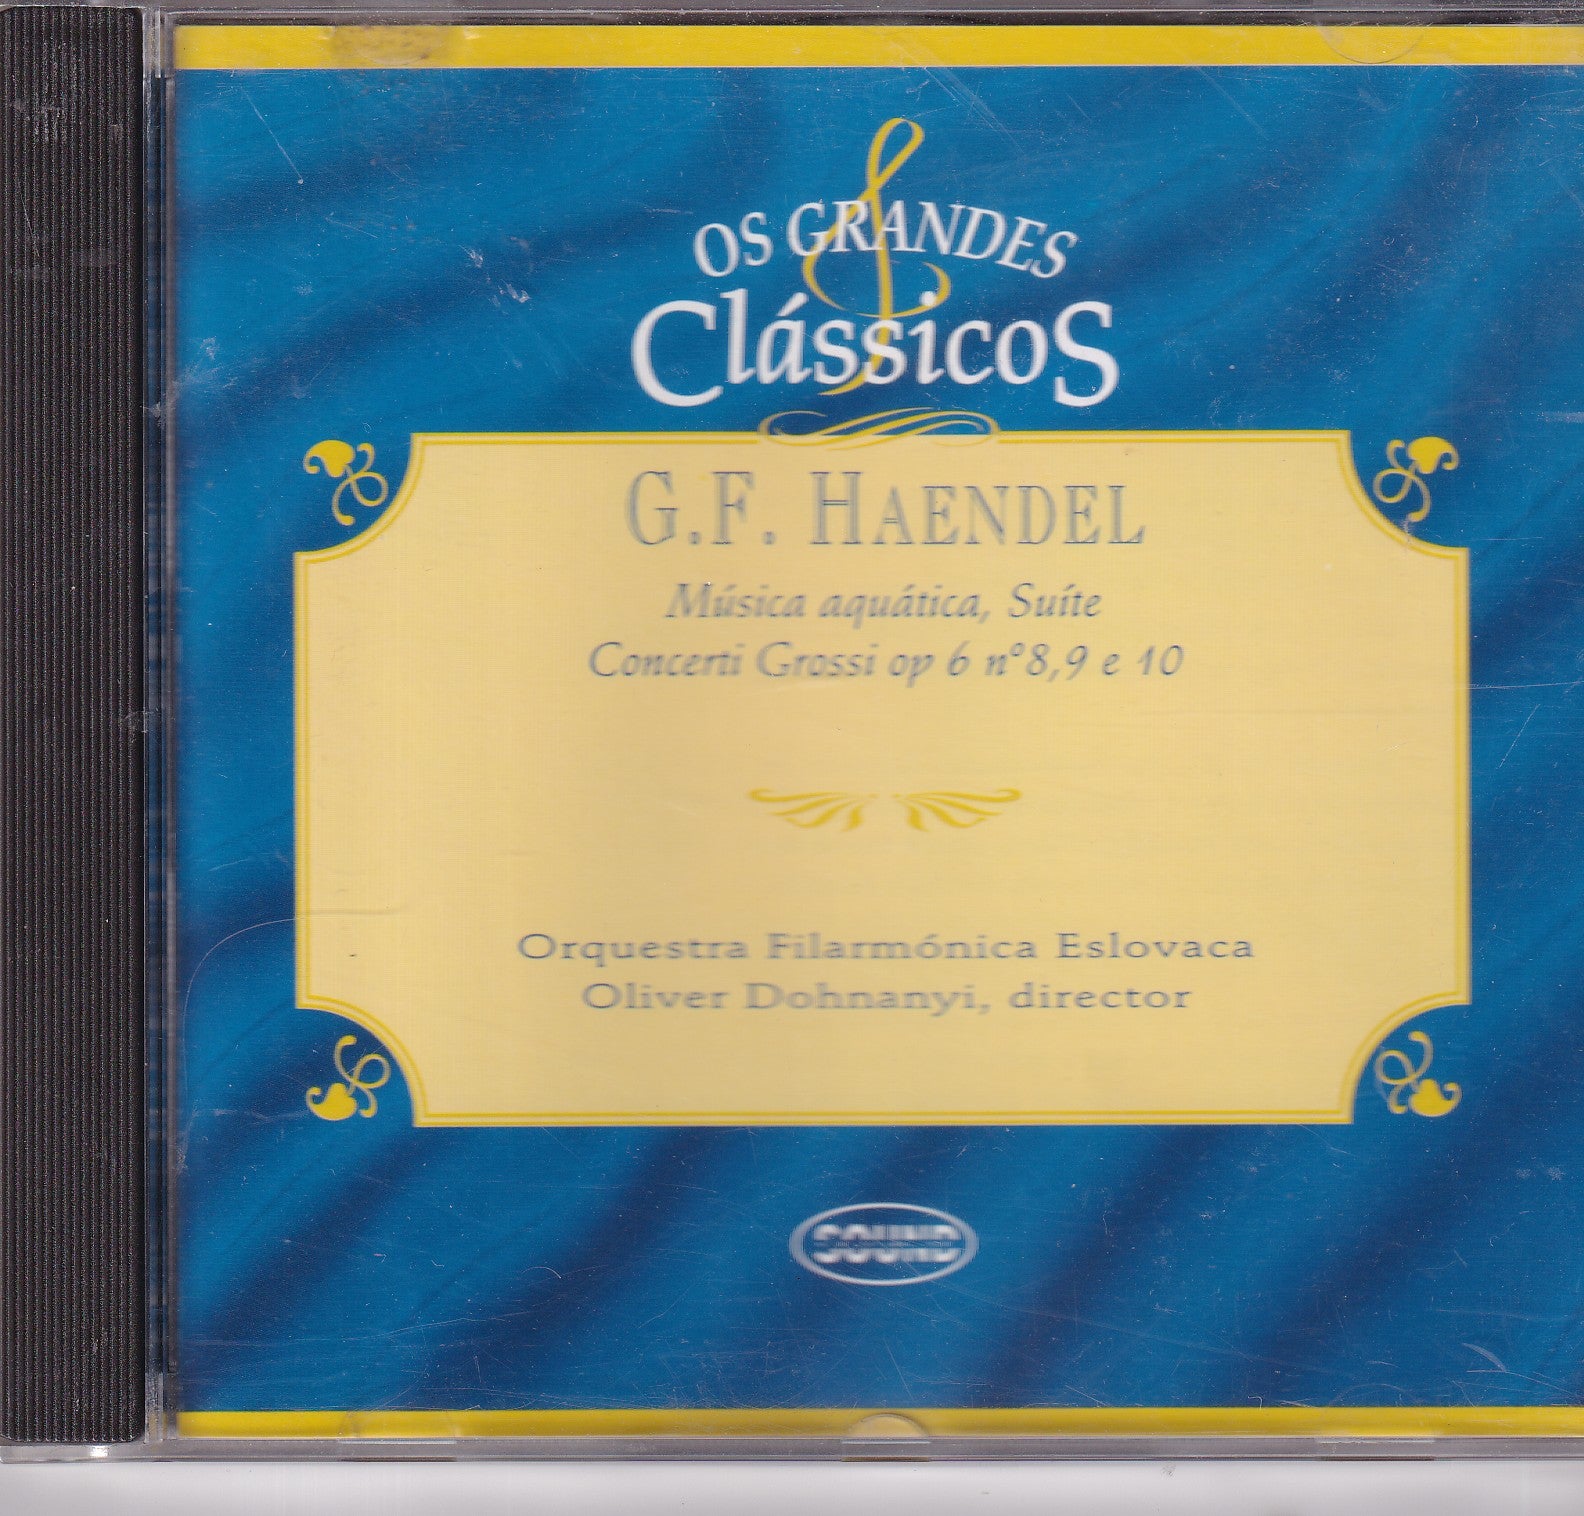 OS GRANDES
ClássicoS
G.F. HAENDEL
Música aquática, Suíte
Concerti Grossi op 6 nº 8,9 e 10
Orquestra Filarmónica Eslovaca
Oliver Dohnanyi, director
SOUND